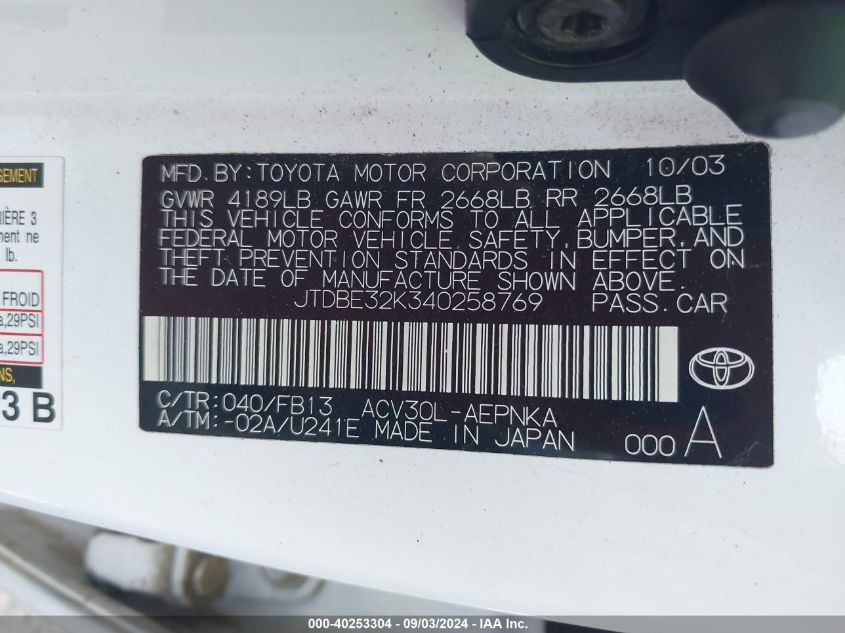 GEMENT
IÈRE 3
ment ne
lb.
FROID
a,29PSI
a,29PSI
NS,
3 B
MFD. BY: TOYOTA MOTOR CORPORATION 10/03
GVWR 4189LB GAWR FR 2668LB RR 2668LB
THIS VEHICLE CONFORMS TO ALL APPLICABLE
FEDERAL MOTOR VEHICLE SAFETY, BUMPER, AND
THEFT PREVENTION STANDARDS IN EFFECT ON
THE DATE OF MANUFACTURE SHOWN ABOVE.
JTDBE32K340258769 PASS. CAR
C/TR: 040/FB13 ACV30L-AEPNKA
A/TM: -02A/U241E MADE IN JAPAN 000 A
000-40253304 - 09/03/2024 - IAA Inc.